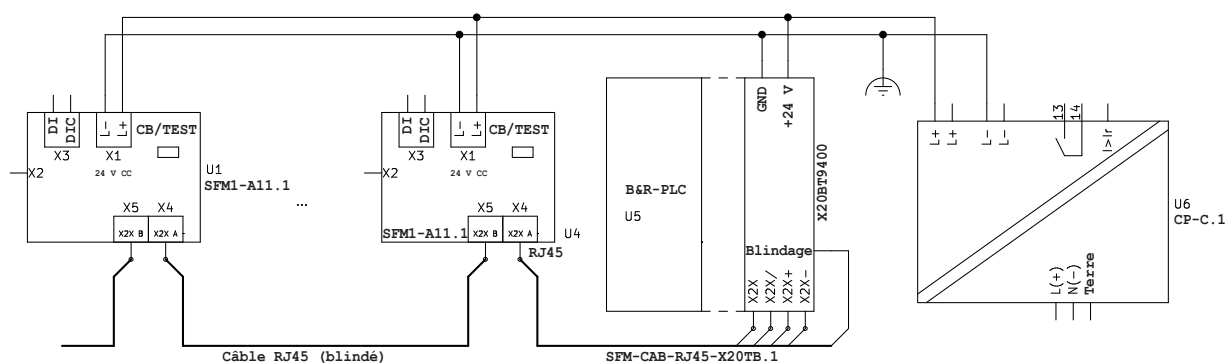 DI
DIC
X3
L-
L+
X1
CB/TEST
X2
24 V CC
U1
SFM1-A11.1
X5
X4
X2X B
X2X A
...
DI
DIC
X3
L-
L+
X1
CB/TEST
X2
24 V CC
...
X5
X4
SFM1-A11.1
X2X B
X2X A
U4
RJ45
B&R-PLC
U5
GND
+24 V
X20BT9400
Blindage
X2X
X2X/
X2X+
X2X-
L+
L+
L-
L-
13
14
I>Ir
U6
CP-C.1
L(+)
N(-)
Terre
Câble RJ45 (blindé)
SFM-CAB-RJ45-X20TB.1